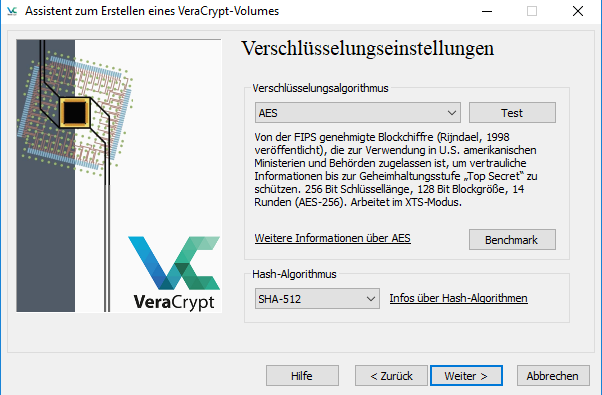 Assistent zum Erstellen eines VeraCrypt-Volumes
Verschlüsselungseinstellungen
Verschlüsselungsalgorithmus
AES
Test
Von der FIPS genehmigte Blockchiffre (Rijndael, 1998
veröffentlicht), die zur Verwendung in U.S. amerikanischen
Ministerien und Behörden zugelassen ist, um vertrauliche
Informationen bis zur Geheimhaltungsstufe „Top Secret“ zu
schützen. 256 Bit Schlüssellänge, 128 Bit Blockgröße, 14
Runden (AES-256). Arbeitet im XTS-Modus.
Weitere Informationen über AES
Benchmark
VeraCrypt
Hash-Algorithmus
SHA-512
Infos über Hash-Algorithmen
Hilfe
< Zurück
Weiter >
Abbrechen